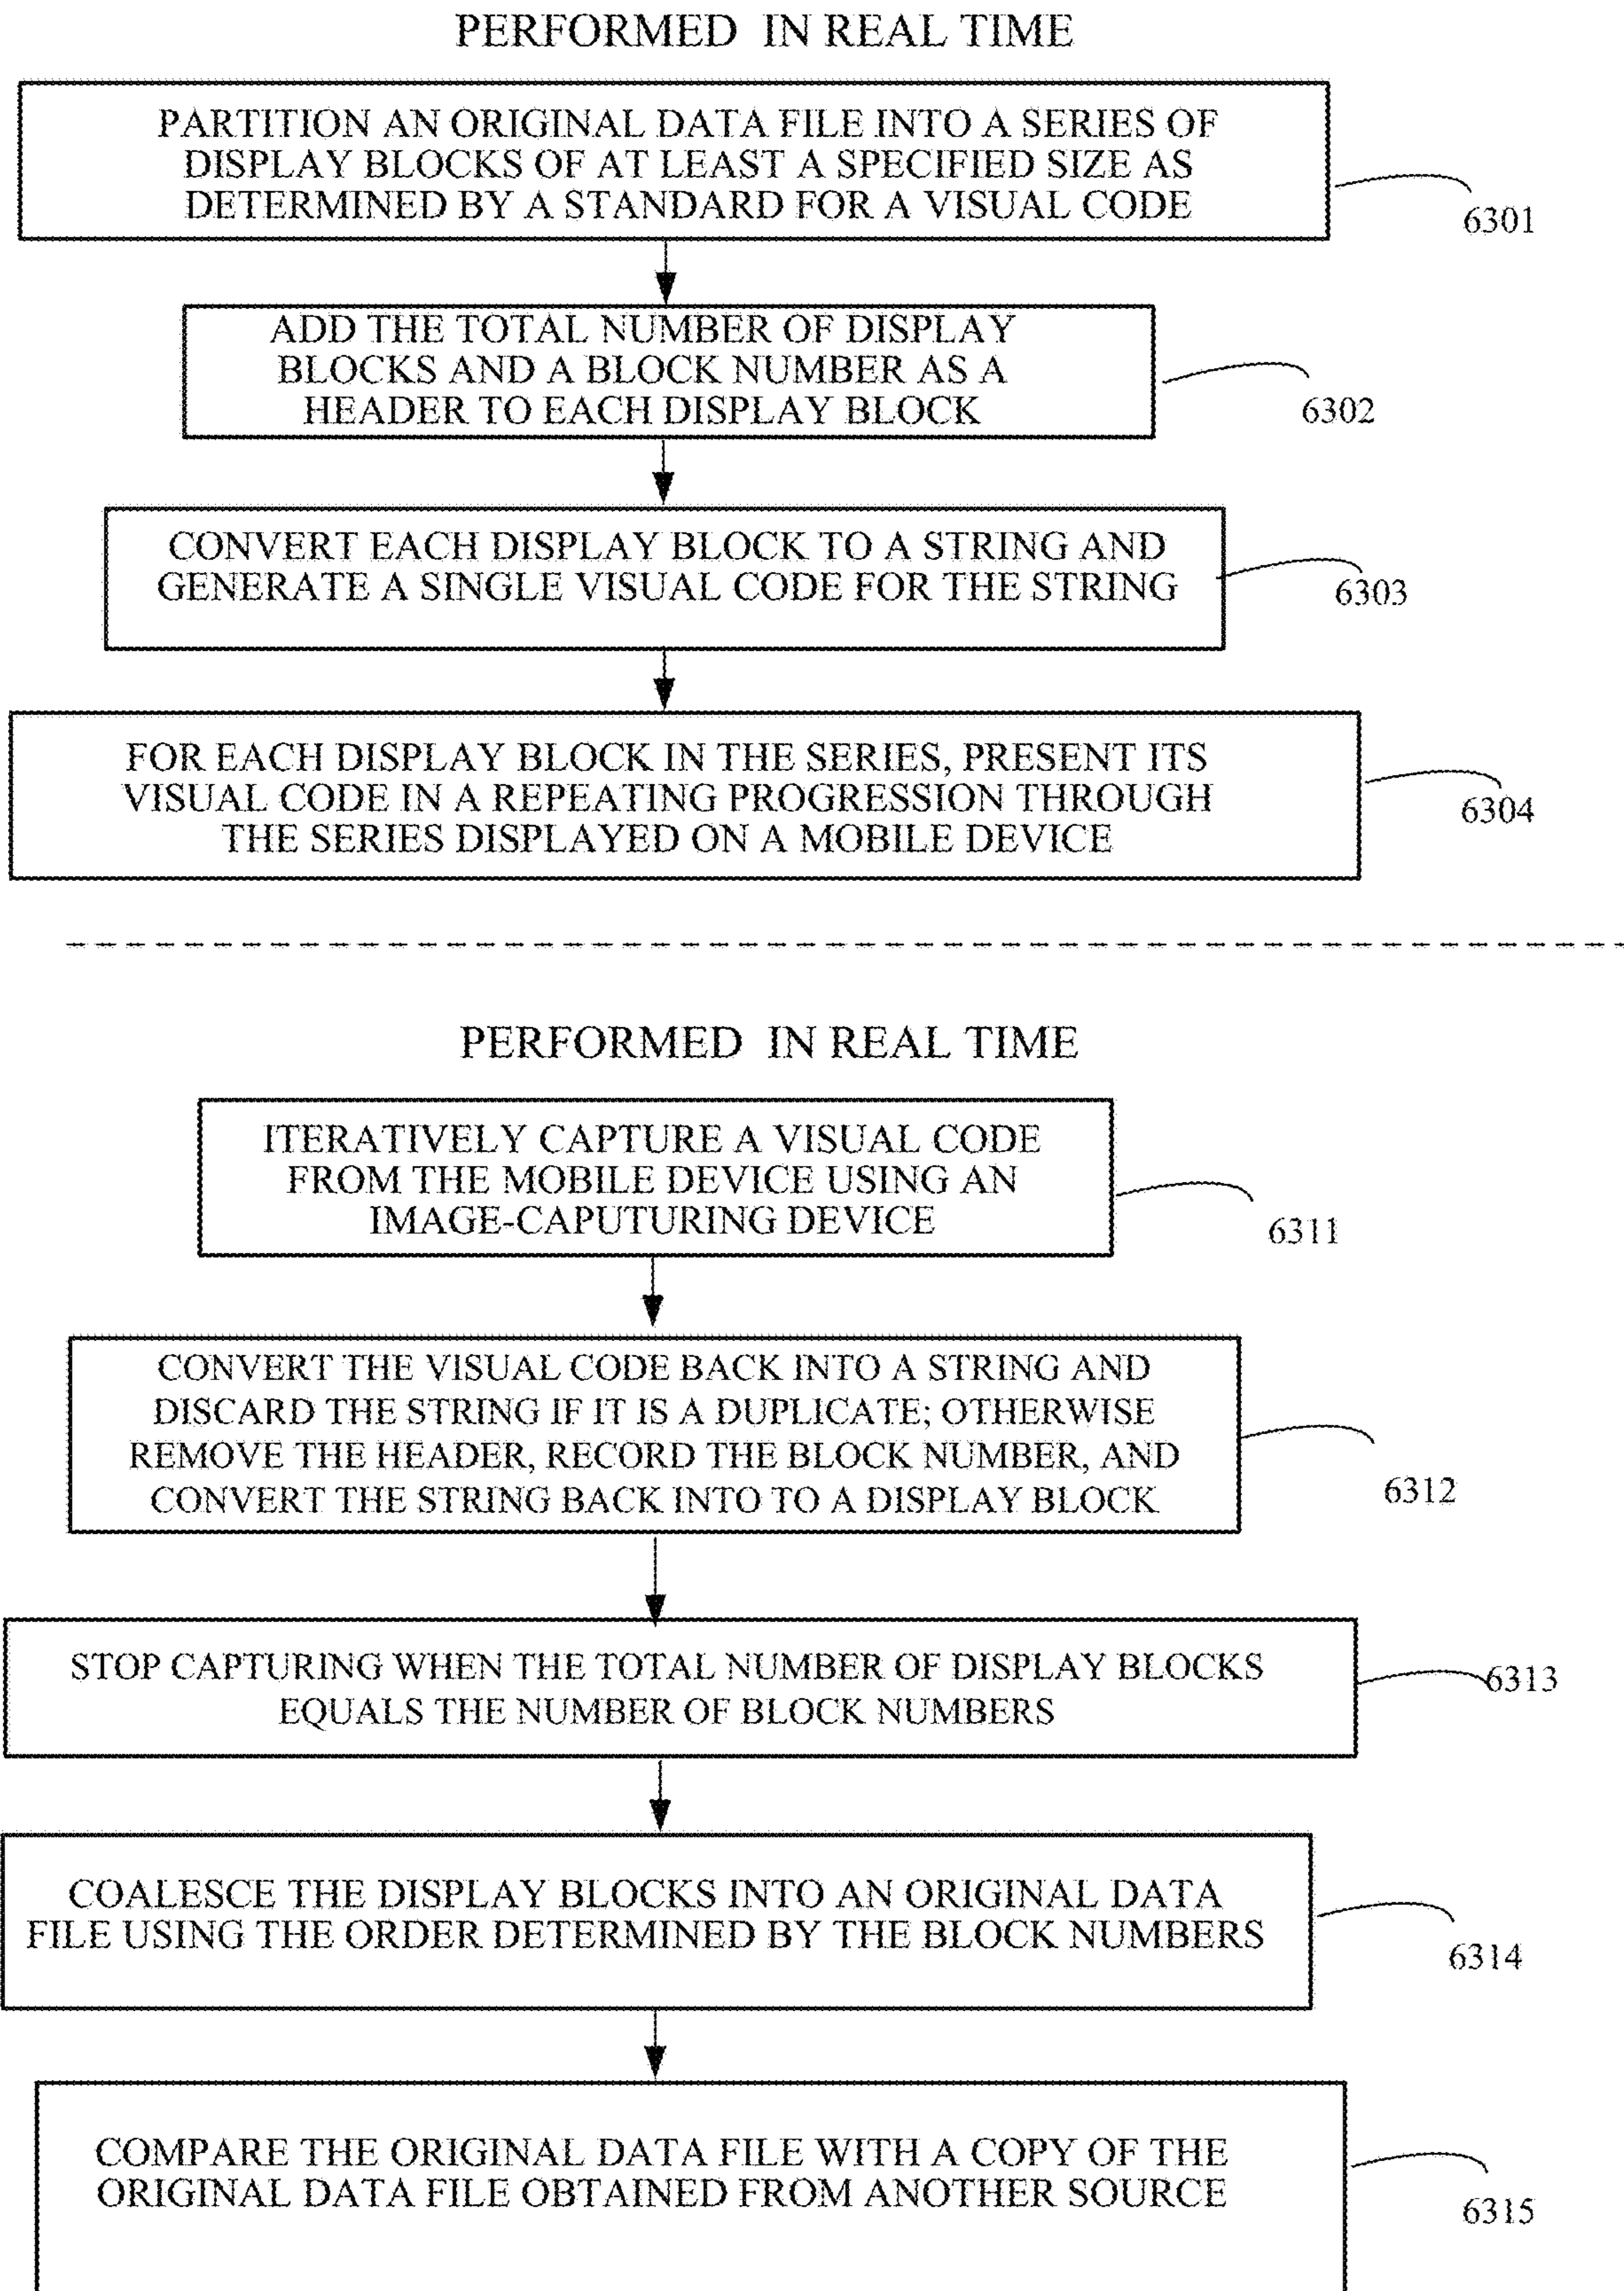 PERFORMED IN REAL TIME
PARTITION AN ORIGINAL DATA FILE INTO A SERIES OF
DISPLAY BLOCKS OF AT LEAST A SPECIFIED SIZE AS
DETERMINED BY A STANDARD FOR A VISUAL CODE
6301
ADD THE TOTAL NUMBER OF DISPLAY
BLOCKS AND A BLOCK NUMBER AS A
HEADER TO EACH DISPLAY BLOCK
6302
CONVERT EACH DISPLAY BLOCK TO A STRING AND
GENERATE A SINGLE VISUAL CODE FOR THE STRING
6303
FOR EACH DISPLAY BLOCK IN THE SERIES, PRESENT ITS
VISUAL CODE IN A REPEATING PROGRESSION THROUGH
THE SERIES DISPLAYED ON A MOBILE DEVICE
6304
PERFORMED IN REAL TIME
ITERATIVELY CAPTURE A VISUAL CODE
FROM THE MOBILE DEVICE USING AN
IMAGE-CAPUTURING DEVICE
6311
CONVERT THE VISUAL CODE BACK INTO A STRING AND
DISCARD THE STRING IF IT IS A DUPLICATE; OTHERWISE
REMOVE THE HEADER, RECORD THE BLOCK NUMBER, AND
CONVERT THE STRING BACK INTO TO A DISPLAY BLOCK
6312
STOP CAPTURING WHEN THE TOTAL NUMBER OF DISPLAY BLOCKS
EQUALS THE NUMBER OF BLOCK NUMBERS
6313
COALESCE THE DISPLAY BLOCKS INTO AN ORIGINAL DATA
FILE USING THE ORDER DETERMINED BY THE BLOCK NUMBERS
6314
COMPARE THE ORIGINAL DATA FILE WITH A COPY OF THE
ORIGINAL DATA FILE OBTAINED FROM ANOTHER SOURCE
6315